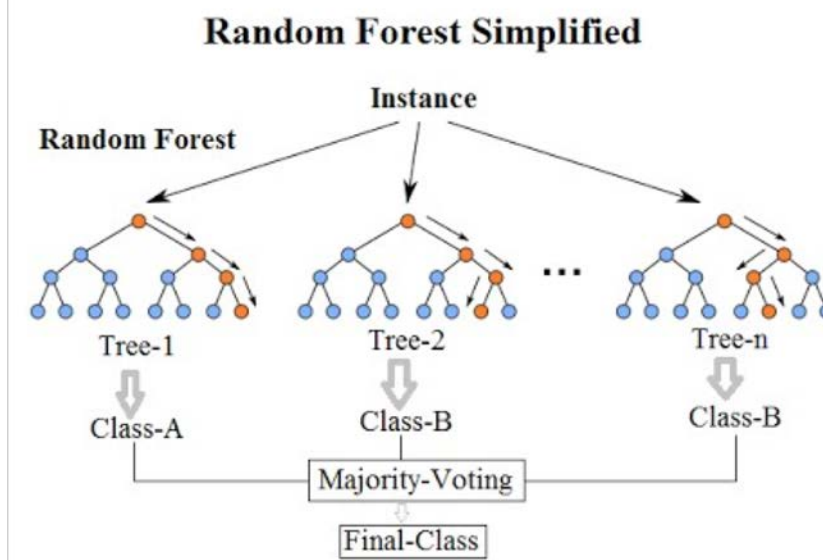 Random Forest Simplified
Instance
Random Forest
...
Tree-1
Tree-2
Tree-n
Class-A
Class-B
Class-B
Majority-Voting
Final-Class